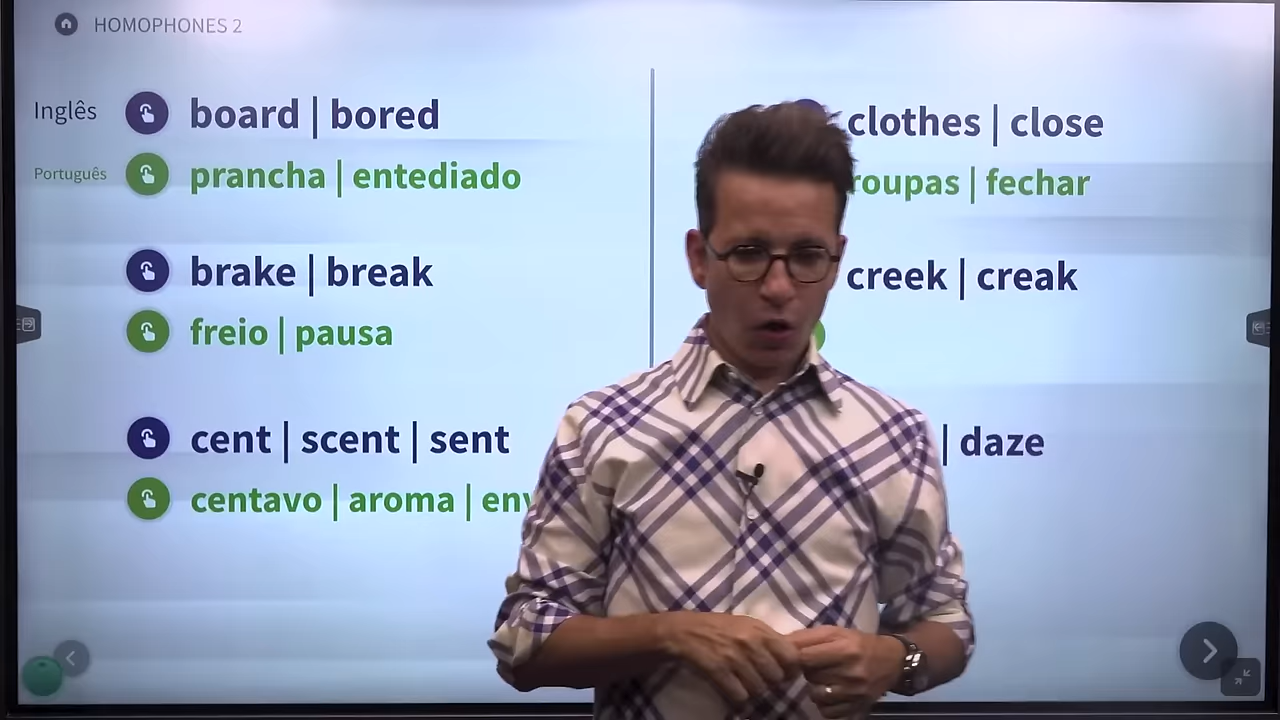 HOMOPHONES 2
Inglês board | bored
Português prancha | entediado
brake | break
freio | pausa
cent | scent | sent
centavo | aroma |
clothes | close
roupas | fechar
creek | creak
| daze